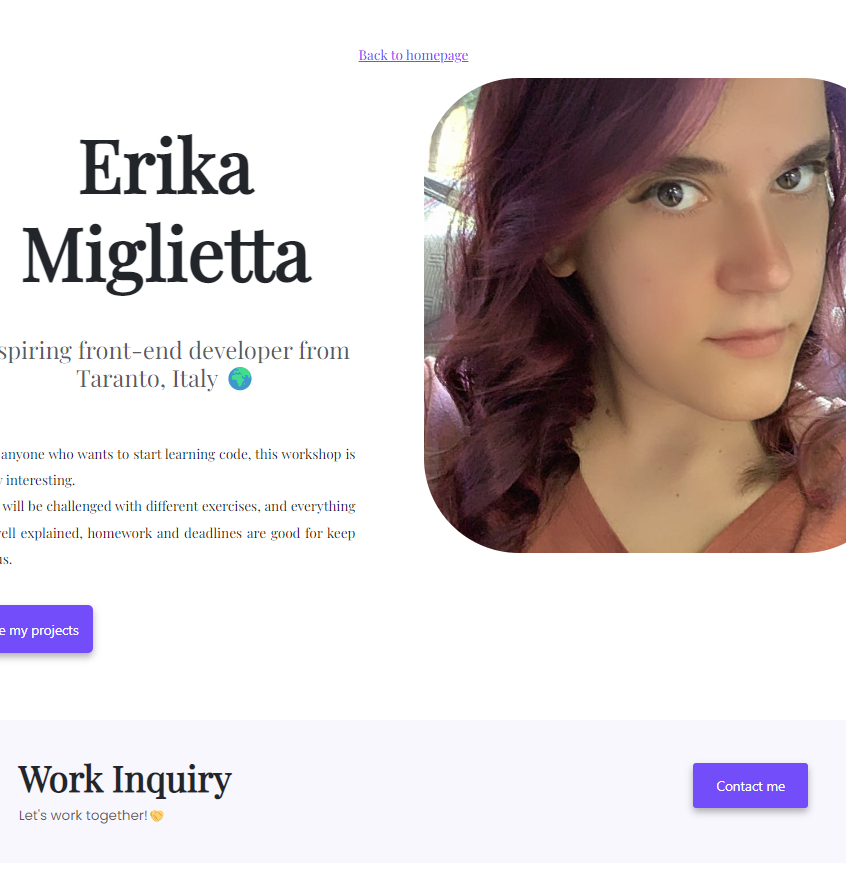 Back to homepage
Erika
Miglietta
spiring front-end developer from
Taranto, Italy 🌍
anyone who wants to start learning code, this workshop is
y interesting.
will be challenged with different exercises, and everything
ell explained, homework and deadlines are good for keep
us.
e my projects
Work Inquiry
Let's work together!🤝
Contact me